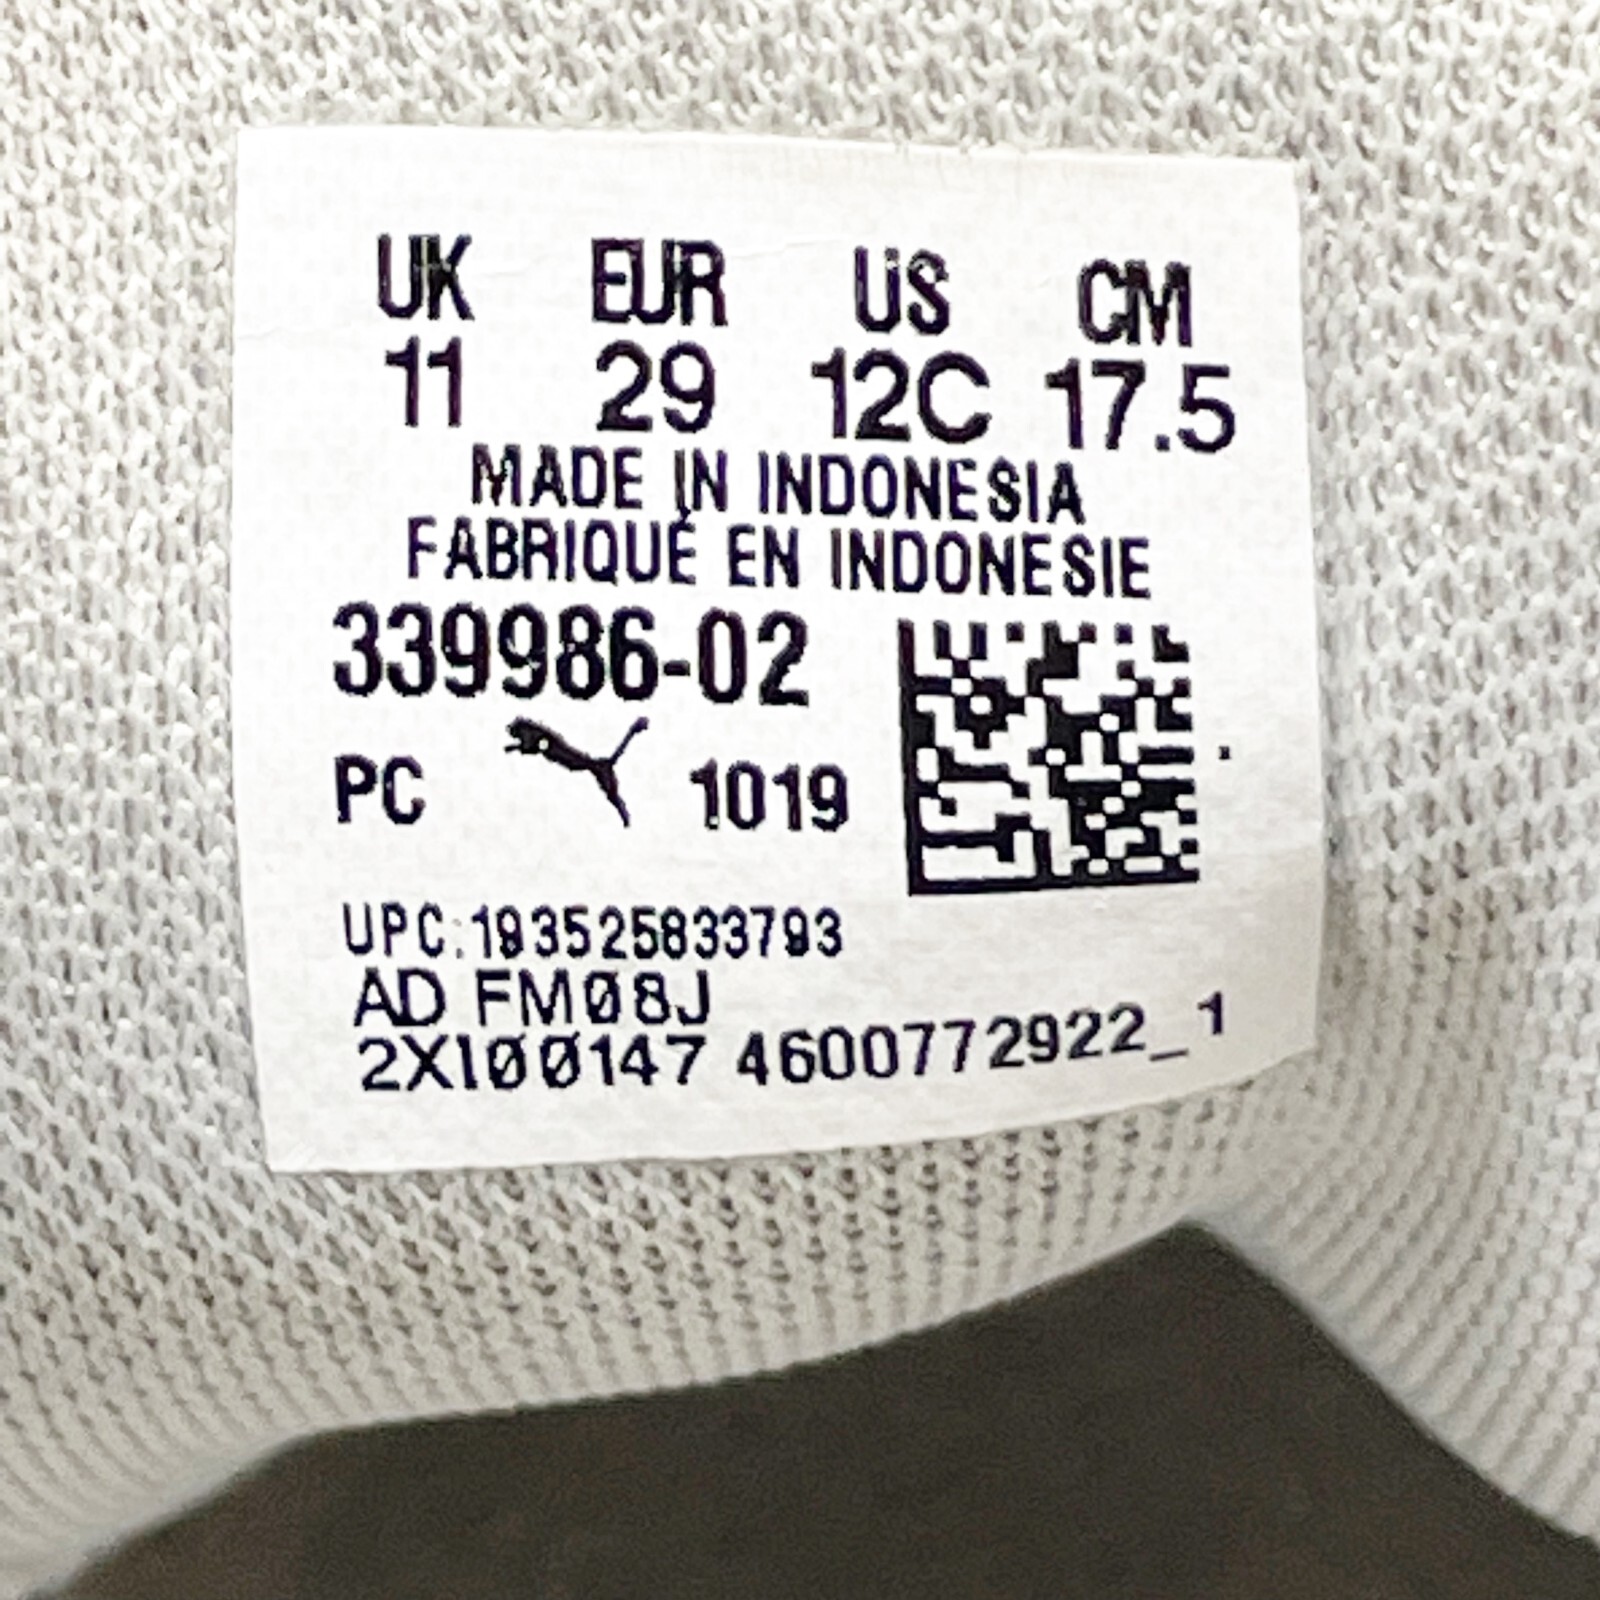 UK EUR US CM
11 29 12C 17.5
MADE IN INDONESIA
FABRIQUÉ EN INDONESIE
339986-02
PC 1019
UPC:193525833793
AD FM08J
2XI00147 4600772922_1